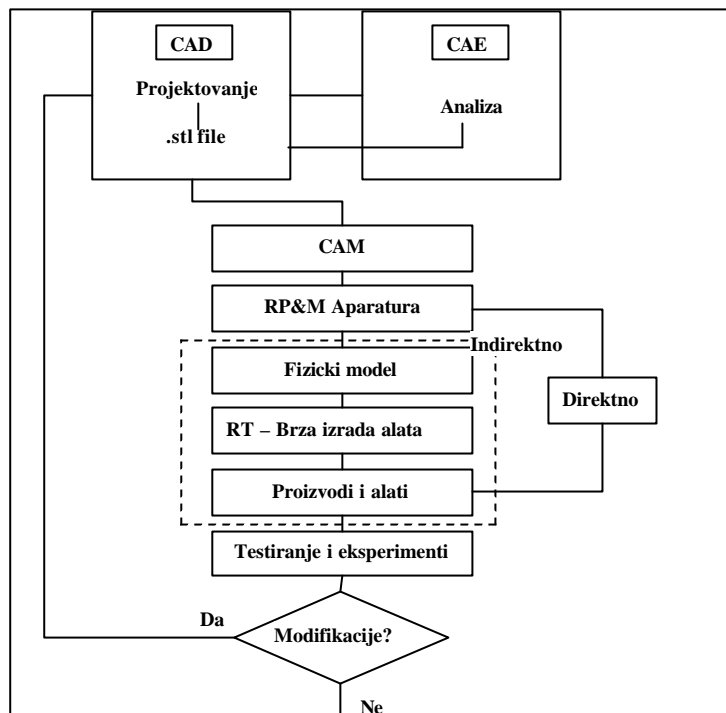 CAD
CAE
Projektovanje
Analiza
.stl file
CAM
RP&M Aparatura
Indirektno
Fizicki model
Direktno
RT – Brza izrada alata
Proizvodi i alati
Testiranje i eksperimenti
Da
Modifikacije?
Ne